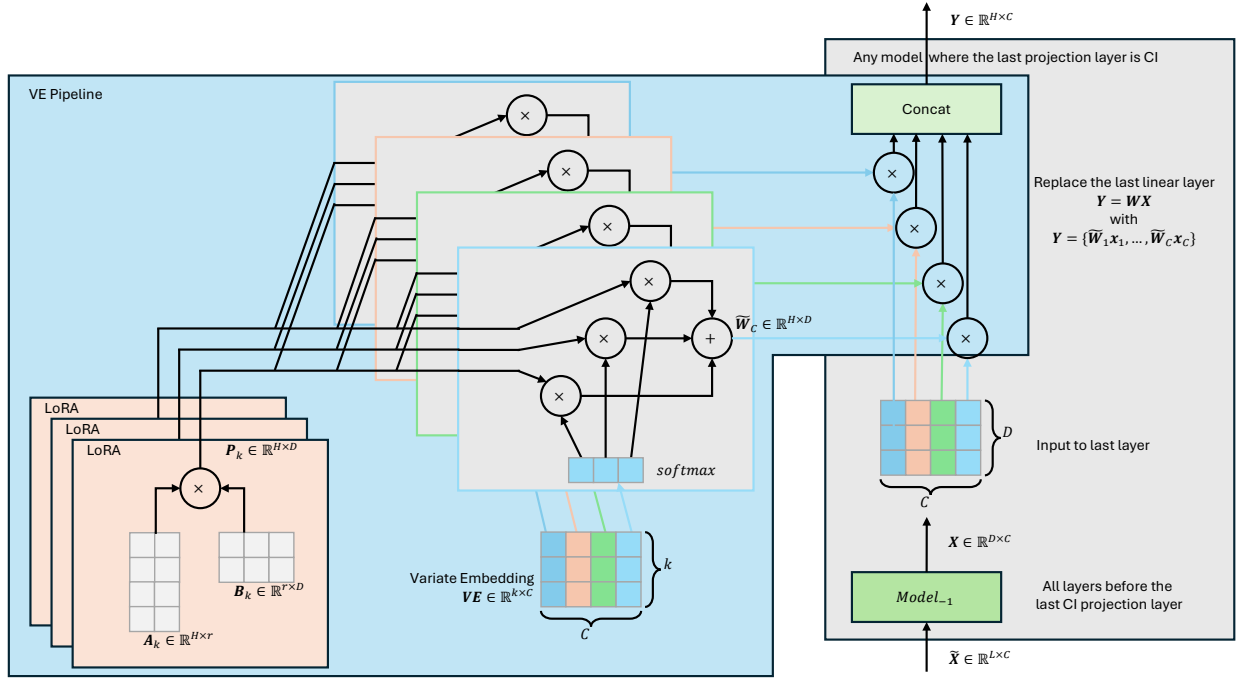 𝒀 ∈ ℝ^{H×C}
Any model where the last projection layer is CI
VE Pipeline
×
Concat
×
×
Replace the last linear layer
𝒀 = 𝑾𝑿
with
𝒀 = {𝑾̃₁𝒙₁, … , 𝑾̃_C𝒙_C}
×
×
×
×
𝑾̃_C ∈ ℝ^{H×D}
×
+
×
×
LoRA
LoRA
LoRA
𝑷_k ∈ ℝ^{H×D}
D
Input to last layer
softmax
×
C
𝑿 ∈ ℝ^{D×C}
k
Variate Embedding
𝑽𝑬 ∈ ℝ^{k×C}
𝑩_k ∈ ℝ^{r×D}
Model₋₁
All layers before the
last CI projection layer
C
𝑨_k ∈ ℝ^{H×r}
𝑿̃ ∈ ℝ^{L×C}